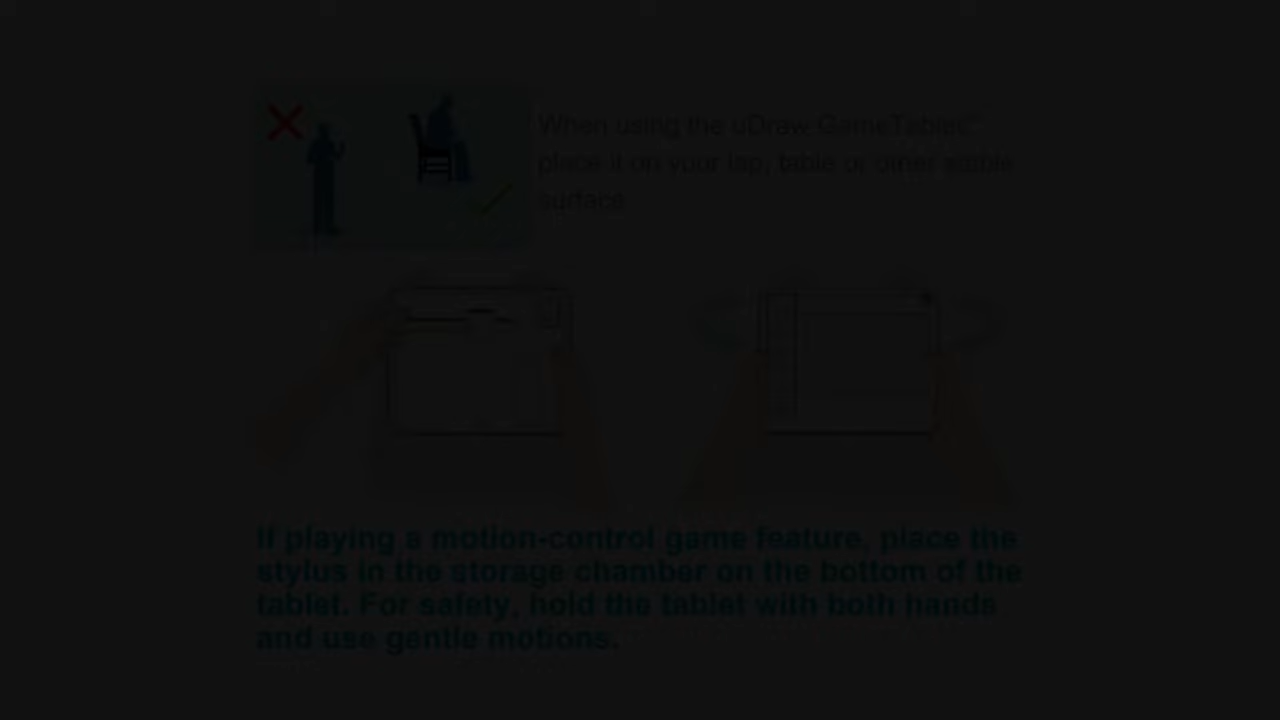 When using the uDraw GameTablet™
place it on your lap, table or other stable
surface.
If playing a motion-control game feature, place the
stylus in the storage chamber on the bottom of the
tablet. For safety, hold the tablet with both hands
and use gentle motions.